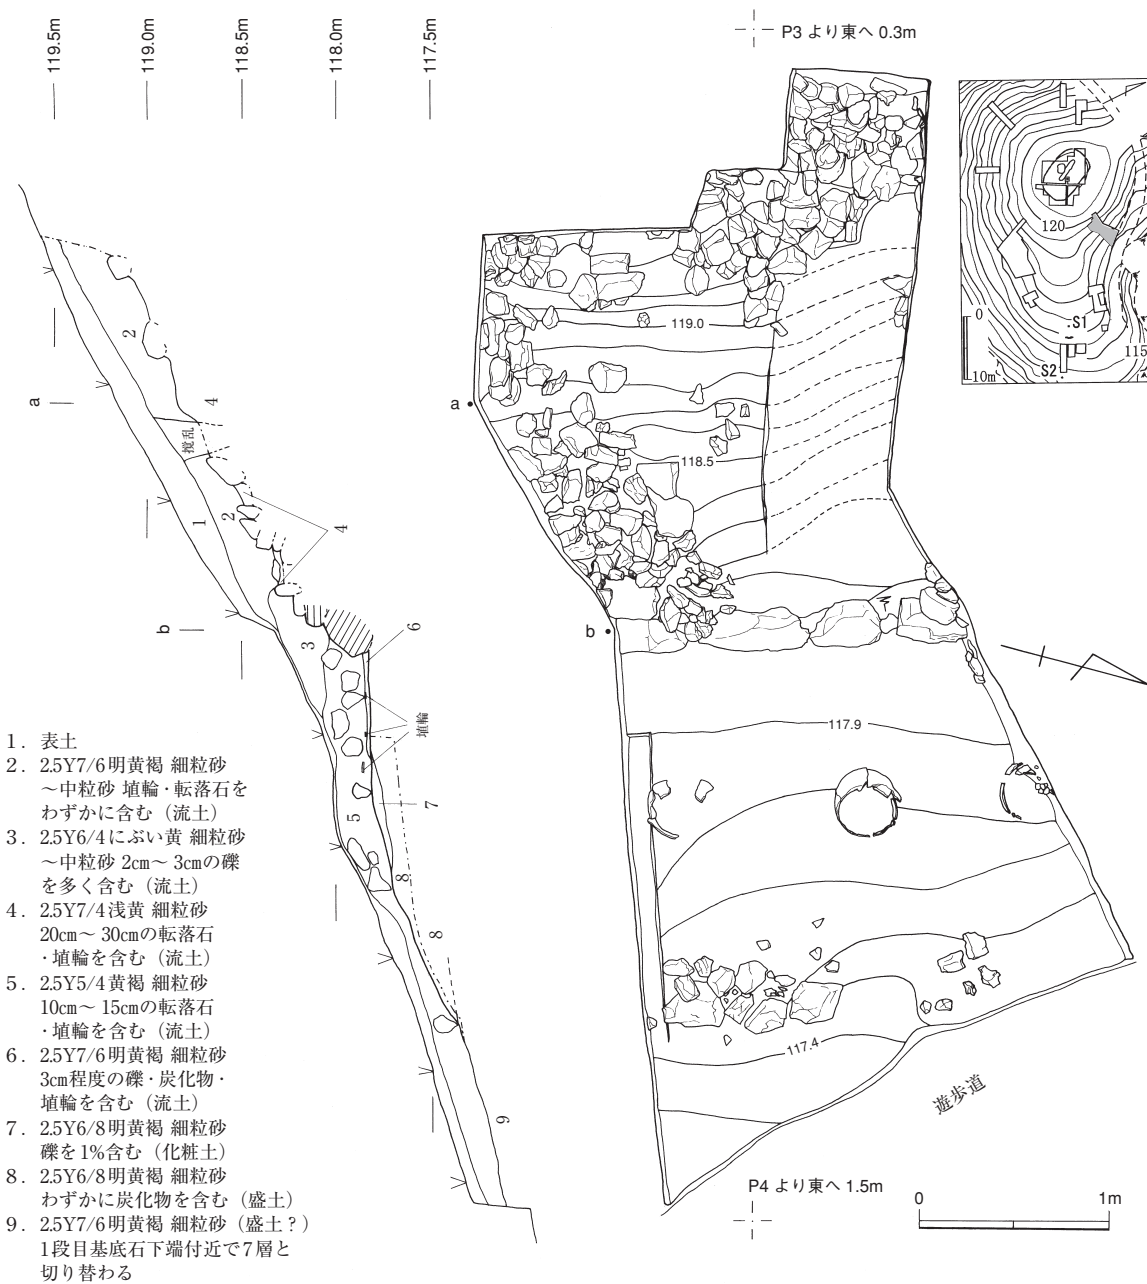 119.5m
119.0m
118.5m
118.0m
117.5m
P3 より東へ 0.3m
120
S1
S2
115
0
10m
a
b
2
4
撹乱
1
2
4
3
6
埴輪
5
7
8
8
9
a
b
119.0
118.5
117.9
117.4
遊歩道
P4 より東へ 1.5m
0
1m
1. 表土
2. 2.5Y7/6明黄褐 細粒砂
～中粒砂 埴輪・転落石を
わずかに含む（流土）
3. 2.5Y6/4にぶい黄 細粒砂
～中粒砂 2cm～3cmの礫
を多く含む（流土）
4. 2.5Y7/4浅黄 細粒砂
20cm～30cmの転落石
・埴輪を含む（流土）
5. 2.5Y5/4黄褐 細粒砂
10cm～15cmの転落石
・埴輪を含む（流土）
6. 2.5Y7/6明黄褐 細粒砂
3cm程度の礫・炭化物・
埴輪を含む（流土）
7. 2.5Y6/8明黄褐 細粒砂
礫を1%含む（化粧土）
8. 2.5Y6/8明黄褐 細粒砂
わずかに炭化物を含む（盛土）
9. 2.5Y7/6明黄褐 細粒砂（盛土？）
1段目基底石下端付近で7層と
切り替わる